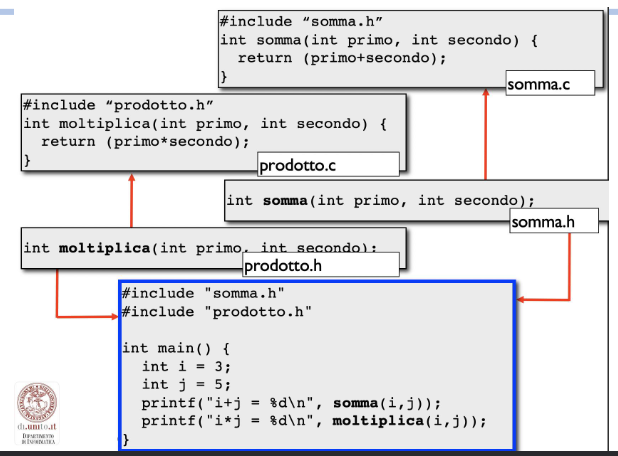 #include “somma.h”
int somma(int primo, int secondo) {
return (primo+secondo);
}
somma.c
#include “prodotto.h”
int moltiplica(int primo, int secondo) {
return (primo*secondo);
}
prodotto.c
int somma(int primo, int secondo);
somma.h
int moltiplica(int primo, int secondo);
prodotto.h
#include "somma.h"
#include "prodotto.h"
int main() {
int i = 3;
int j = 5;
printf("i+j = %d\n", somma(i,j));
printf("i*j = %d\n", moltiplica(i,j));
}
di.unito.it
DIPARTIMENTO
DI INFORMATICA